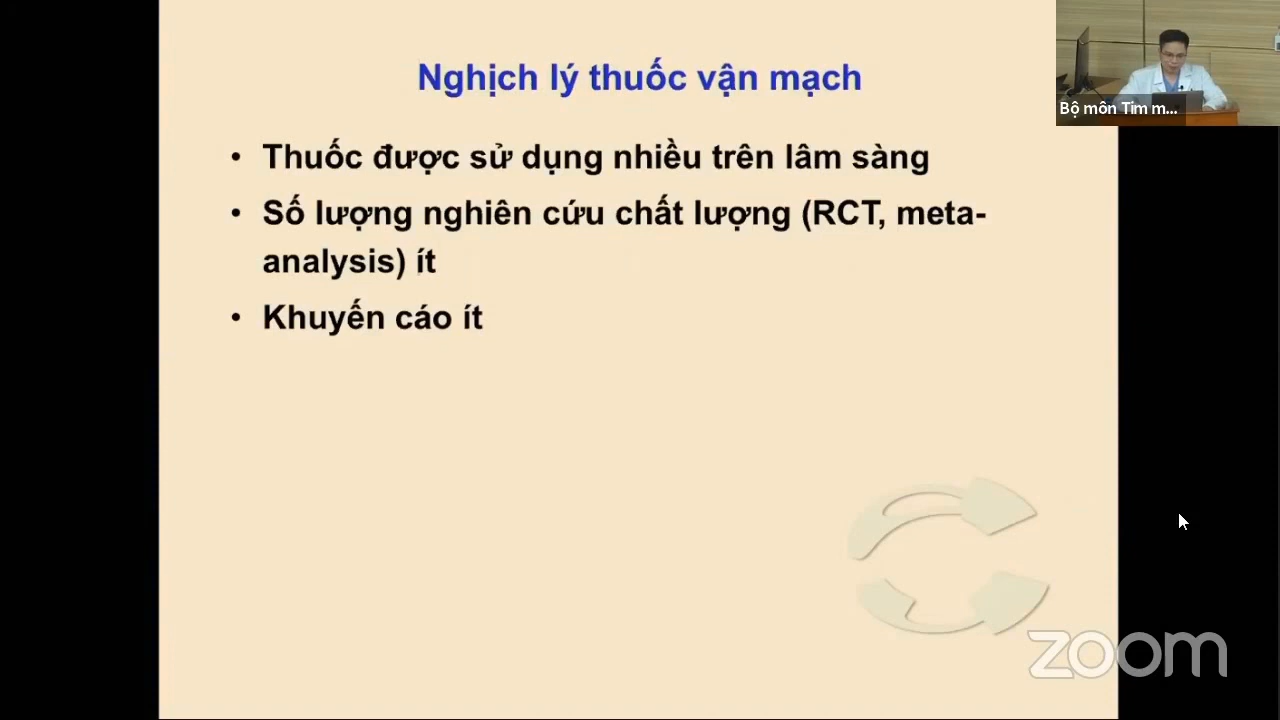 Nghịch lý thuốc vận mạch
• Thuốc được sử dụng nhiều trên lâm sàng
• Số lượng nghiên cứu chất lượng (RCT, meta-
analysis) ít
• Khuyến cáo ít
Bộ môn Tim m...
zoom